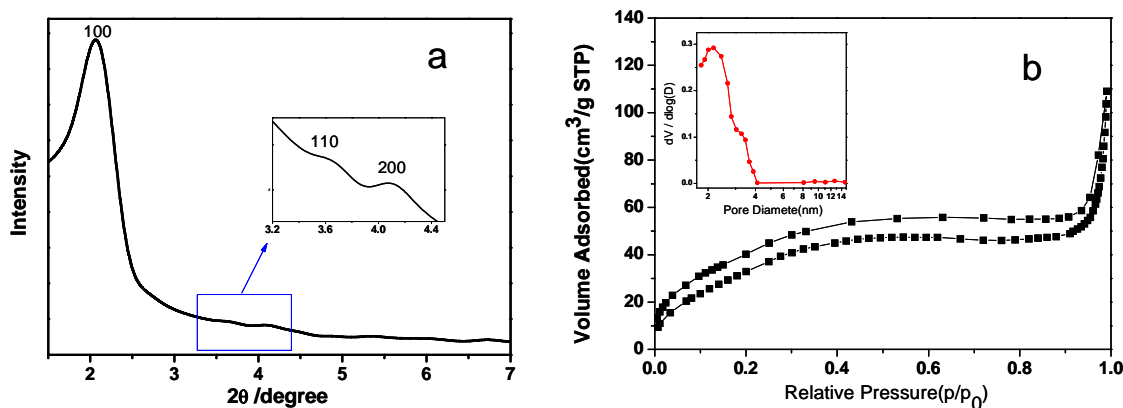 100
a
110
200
3.2 3.6 4.0 4.4
Intensity
2 3 4 5 6 7
2θ /degree
140
120
100
80
60
40
20
0
Volume Adsorbed(cm³/g STP)
b
0.3
0.2
0.1
0.0
dV / dlog(D)
2 4 6 8 10 12 14
Pore Diamete(nm)
0.0 0.2 0.4 0.6 0.8 1.0
Relative Pressure(p/p₀)